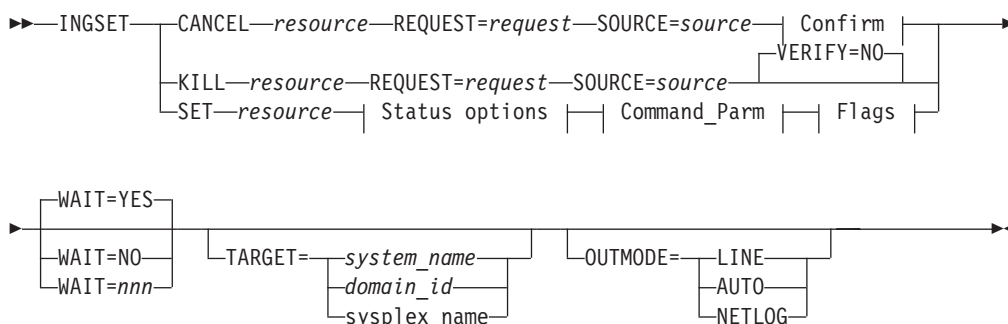 INGSET CANCEL resource REQUEST=request SOURCE=source Confirm
VERIFY=NO
KILL resource REQUEST=request SOURCE=source
SET resource Status options Command_Parm Flags
WAIT=YES
WAIT=NO TARGET= system_name OUTMODE= LINE
WAIT=nnn domain_id AUTO
sysplex_name NETLOG